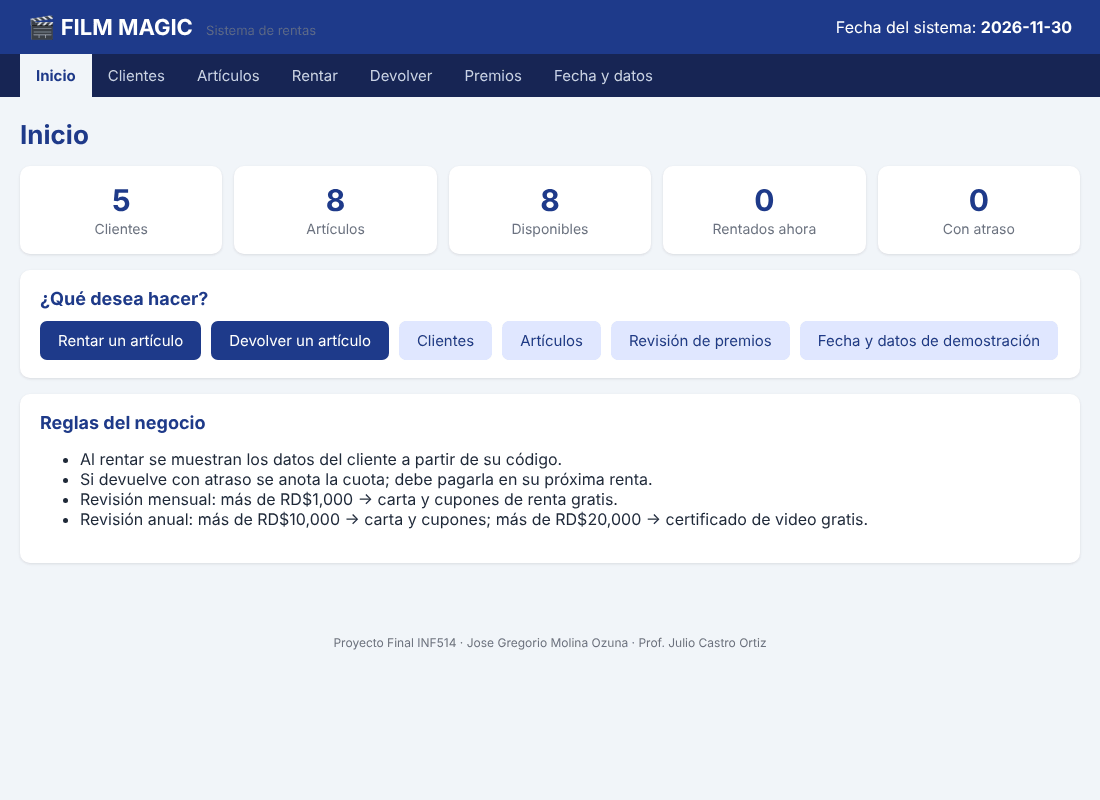 🎬 FILM MAGIC Sistema de rentas
Fecha del sistema: 2026-11-30
Inicio Clientes Artículos Rentar Devolver Premios Fecha y datos
Inicio
5
Clientes
8
Artículos
8
Disponibles
0
Rentados ahora
0
Con atraso
¿Qué desea hacer?
Rentar un artículo Devolver un artículo Clientes Artículos Revisión de premios Fecha y datos de demostración
Reglas del negocio
• Al rentar se muestran los datos del cliente a partir de su código.
• Si devuelve con atraso se anota la cuota; debe pagarla en su próxima renta.
• Revisión mensual: más de RD$1,000 → carta y cupones de renta gratis.
• Revisión anual: más de RD$10,000 → carta y cupones; más de RD$20,000 → certificado de video gratis.
Proyecto Final INF514 · Jose Gregorio Molina Ozuna · Prof. Julio Castro Ortiz